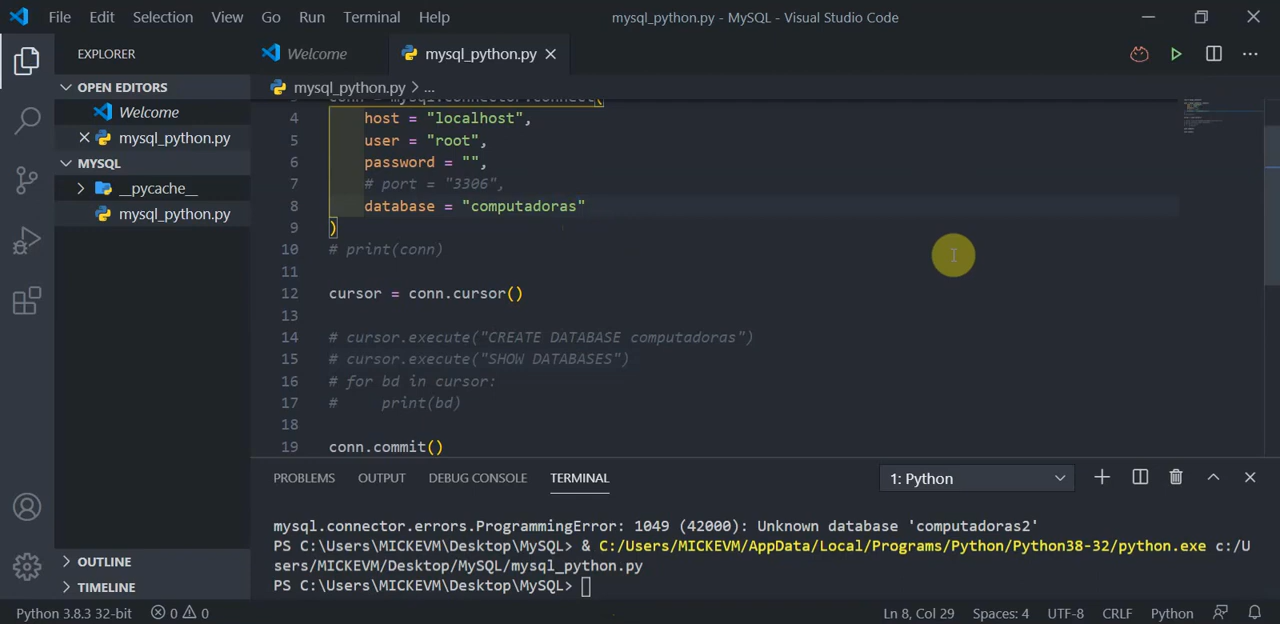 File Edit Selection View Go Run Terminal Help mysql_python.py - MySQL - Visual Studio Code
EXPLORER
Welcome
mysql_python.py
OPEN EDITORS
Welcome
mysql_python.py
MYSQL
__pycache__
mysql_python.py
OUTLINE
TIMELINE
mysql_python.py > ...
3 conn = mysql.connector.connect(
4 host = "localhost",
5 user = "root",
6 password = "",
7 # port = "3306",
8 database = "computadoras"
9 )
10 # print(conn)
11
12 cursor = conn.cursor()
13
14 # cursor.execute("CREATE DATABASE computadoras")
15 # cursor.execute("SHOW DATABASES")
16 # for bd in cursor:
17 #     print(bd)
18
19 conn.commit()
PROBLEMS OUTPUT DEBUG CONSOLE TERMINAL 1: Python
mysql.connector.errors.ProgrammingError: 1049 (42000): Unknown database 'computadoras2'
PS C:\Users\MICKEVM\Desktop\MySQL> & C:/Users/MICKEVM/AppData/Local/Programs/Python/Python38-32/python.exe c:/U
sers/MICKEVM/Desktop/MySQL/mysql_python.py
PS C:\Users\MICKEVM\Desktop\MySQL>
Python 3.8.3 32-bit 0 0 Ln 8, Col 29 Spaces: 4 UTF-8 CRLF Python